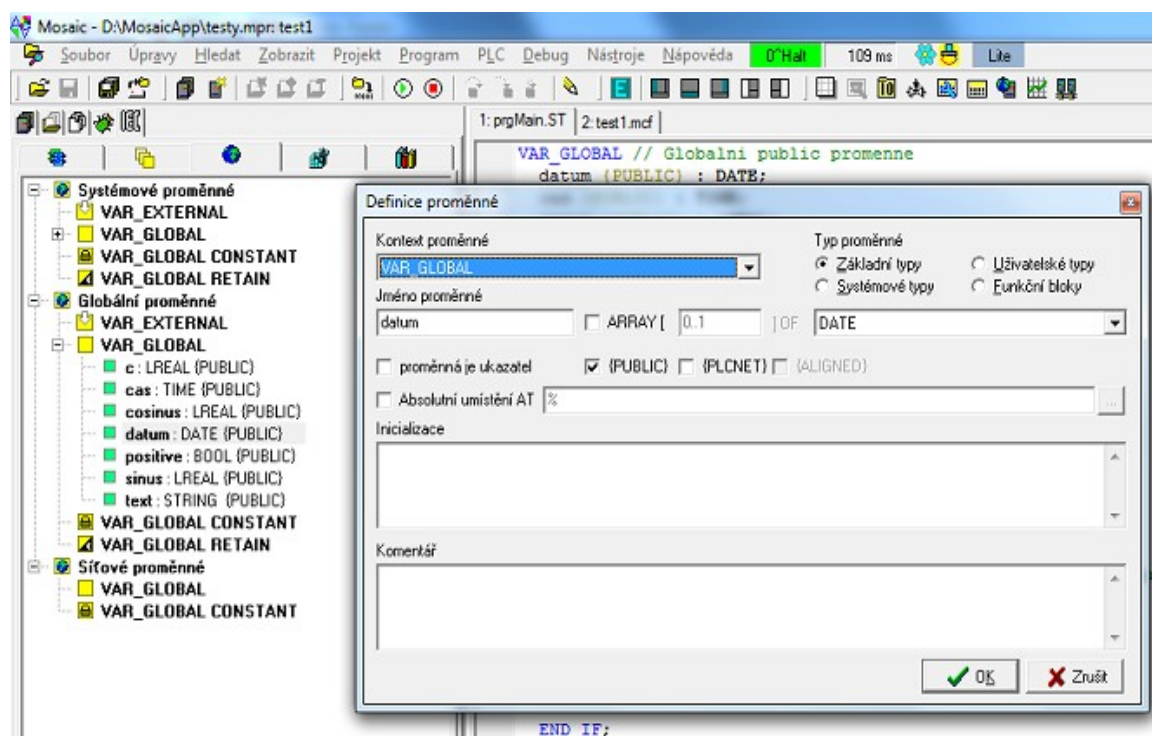 Mosaic - D:\MosaicApp\testy.mpr: test1
Soubor Úpravy Hledat Zobrazit Projekt Program PLC Debug Nástroje Nápověda 0^Halt 109 ms Lite
1: prgMain.ST 2: test1.mcf
VAR_GLOBAL // Globalni public promenne
datum {PUBLIC} : DATE;
Systémové proměnné
VAR_EXTERNAL
VAR_GLOBAL
VAR_GLOBAL CONSTANT
VAR_GLOBAL RETAIN
Globální proměnné
VAR_EXTERNAL
VAR_GLOBAL
c : LREAL {PUBLIC}
cas : TIME {PUBLIC}
cosinus : LREAL {PUBLIC}
datum : DATE {PUBLIC}
positive : BOOL {PUBLIC}
sinus : LREAL {PUBLIC}
text : STRING {PUBLIC}
VAR_GLOBAL CONSTANT
VAR_GLOBAL RETAIN
Síťové proměnné
VAR_GLOBAL
VAR_GLOBAL CONSTANT
Definice proměnné
Kontext proměnné Typ proměnné
VAR_GLOBAL Základní typy Uživatelské typy
Systémové typy Funkční bloky
Jméno proměnné
datum ARRAY [ 0..1 ] OF DATE
proměnná je ukazatel {PUBLIC} {PLCNET} {ALIGNED}
Absolutní umístění AT % ...
Inicializace
Komentář
OK Zrušit
END_IF;